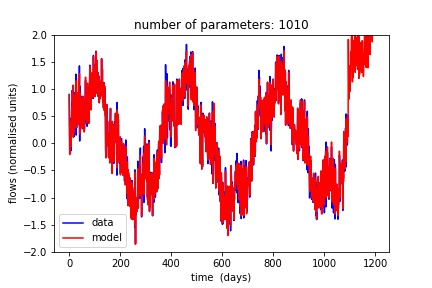 number of parameters: 1010
2.0
1.5
1.0
0.5
0.0
−0.5
−1.0
−1.5
−2.0
flows (normalised units)
data
model
0 200 400 600 800 1000 1200
time (days)